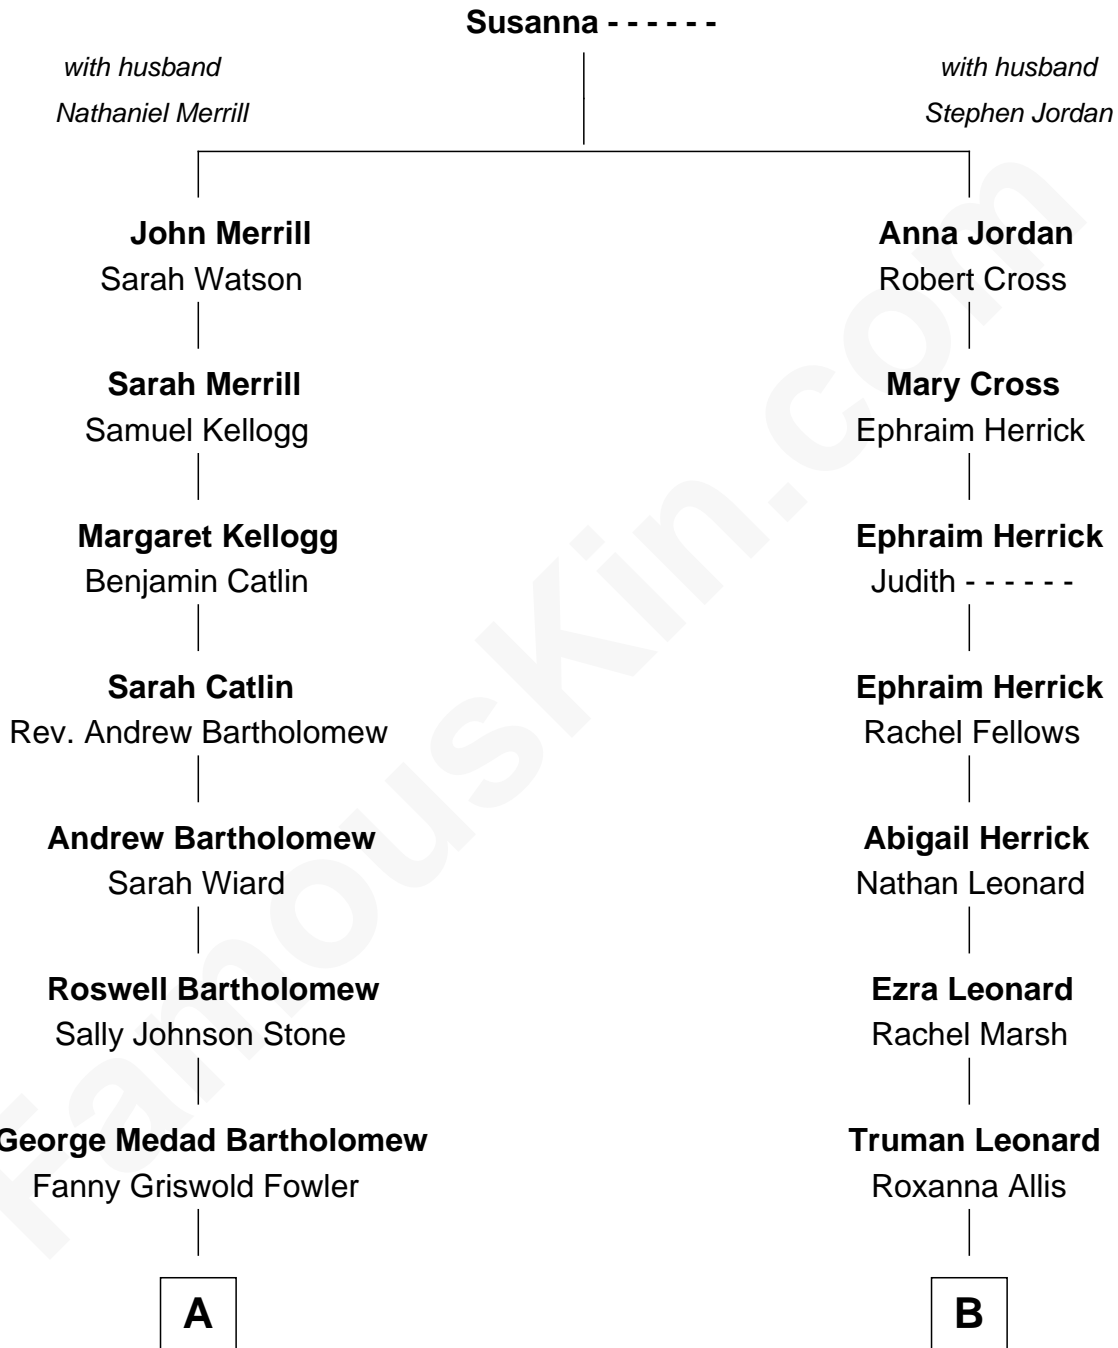 Susanna - - - - - -
with husband
Nathaniel Merrill
with husband
Stephen Jordan
John Merrill
Sarah Watson
Anna Jordan
Robert Cross
Sarah Merrill
Samuel Kellogg
Mary Cross
Ephraim Herrick
Margaret Kellogg
Benjamin Catlin
Ephraim Herrick
Judith - - - - - -
Sarah Catlin
Rev. Andrew Bartholomew
Ephraim Herrick
Rachel Fellows
Andrew Bartholomew
Sarah Wiard
Abigail Herrick
Nathan Leonard
Roswell Bartholomew
Sally Johnson Stone
Ezra Leonard
Rachel Marsh
George Medad Bartholomew
Fanny Griswold Fowler
Truman Leonard
Roxanna Allis
A
B
FamousKin.com